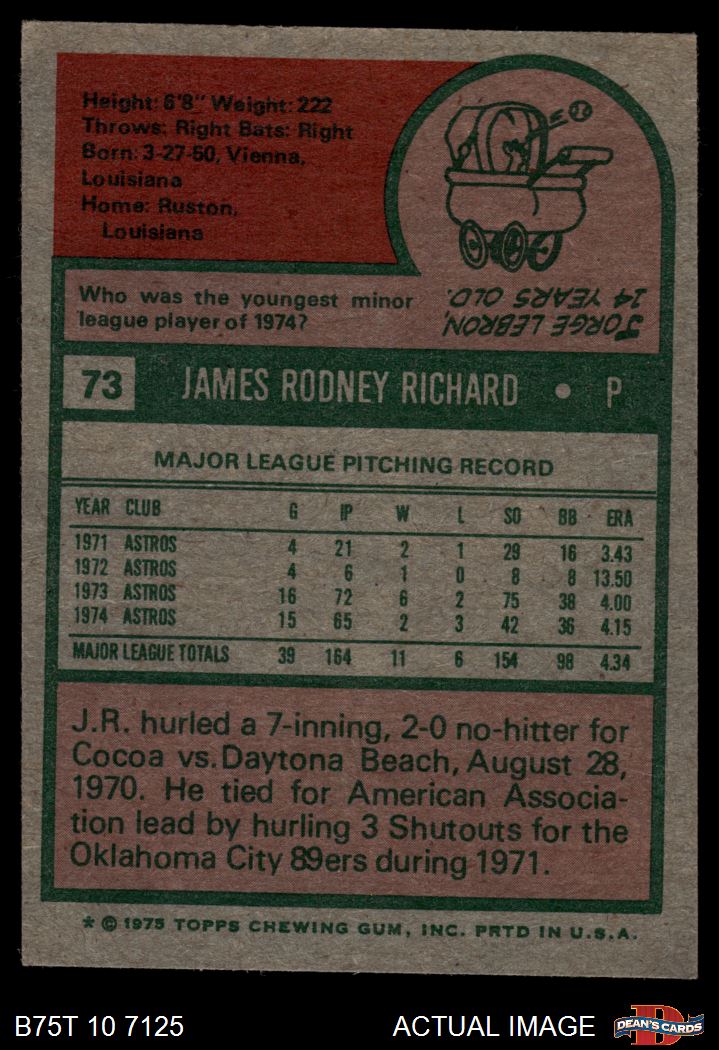 Height: 6'8" Weight: 222
Throws: Right Bats: Right
Born: 3-27-50, Vienna,
Louisiana
Home: Ruston,
Louisiana
Who was the youngest minor
league player of 1974?
JORGE LEBRON,
14 YEARS OLD.
73 JAMES RODNEY RICHARD • P
MAJOR LEAGUE PITCHING RECORD
YEAR CLUB G IP W L SO BB ERA
1971 ASTROS 4 21 2 1 29 16 3.43
1972 ASTROS 4 6 1 0 8 8 13.50
1973 ASTROS 16 72 6 2 75 38 4.00
1974 ASTROS 15 65 2 3 42 36 4.15
MAJOR LEAGUE TOTALS 39 164 11 6 154 98 4.34
J.R. hurled a 7-inning, 2-0 no-hitter for
Cocoa vs. Daytona Beach, August 28,
1970. He tied for American Associa-
tion lead by hurling 3 Shutouts for the
Oklahoma City 89ers during 1971.
* © 1975 TOPPS CHEWING GUM, INC. PRTD IN U.S.A.
B75T 10 7125 ACTUAL IMAGE D DEAN'S CARDS